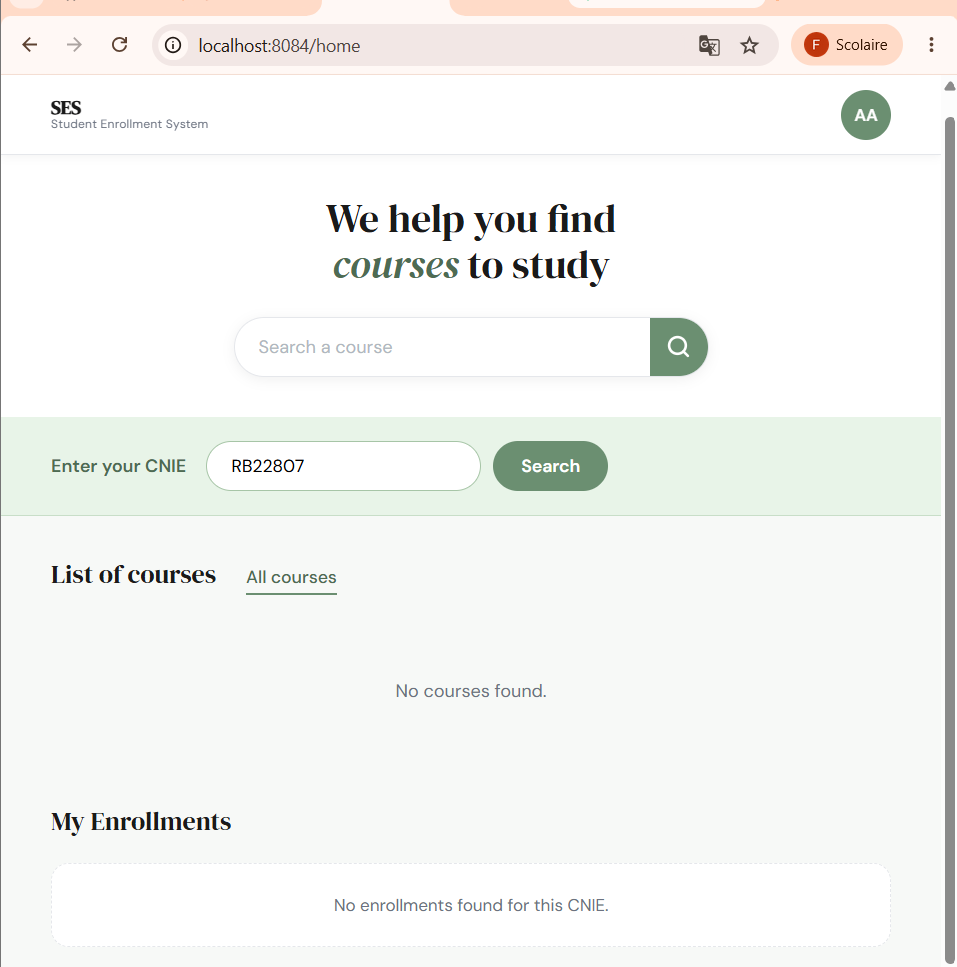 localhost:8084/home
F
Scolaire
SES
Student Enrollment System
AA
We help you find
courses to study
Search a course
Enter your CNIE
RB22807
Search
List of courses
All courses
No courses found.
My Enrollments
No enrollments found for this CNIE.